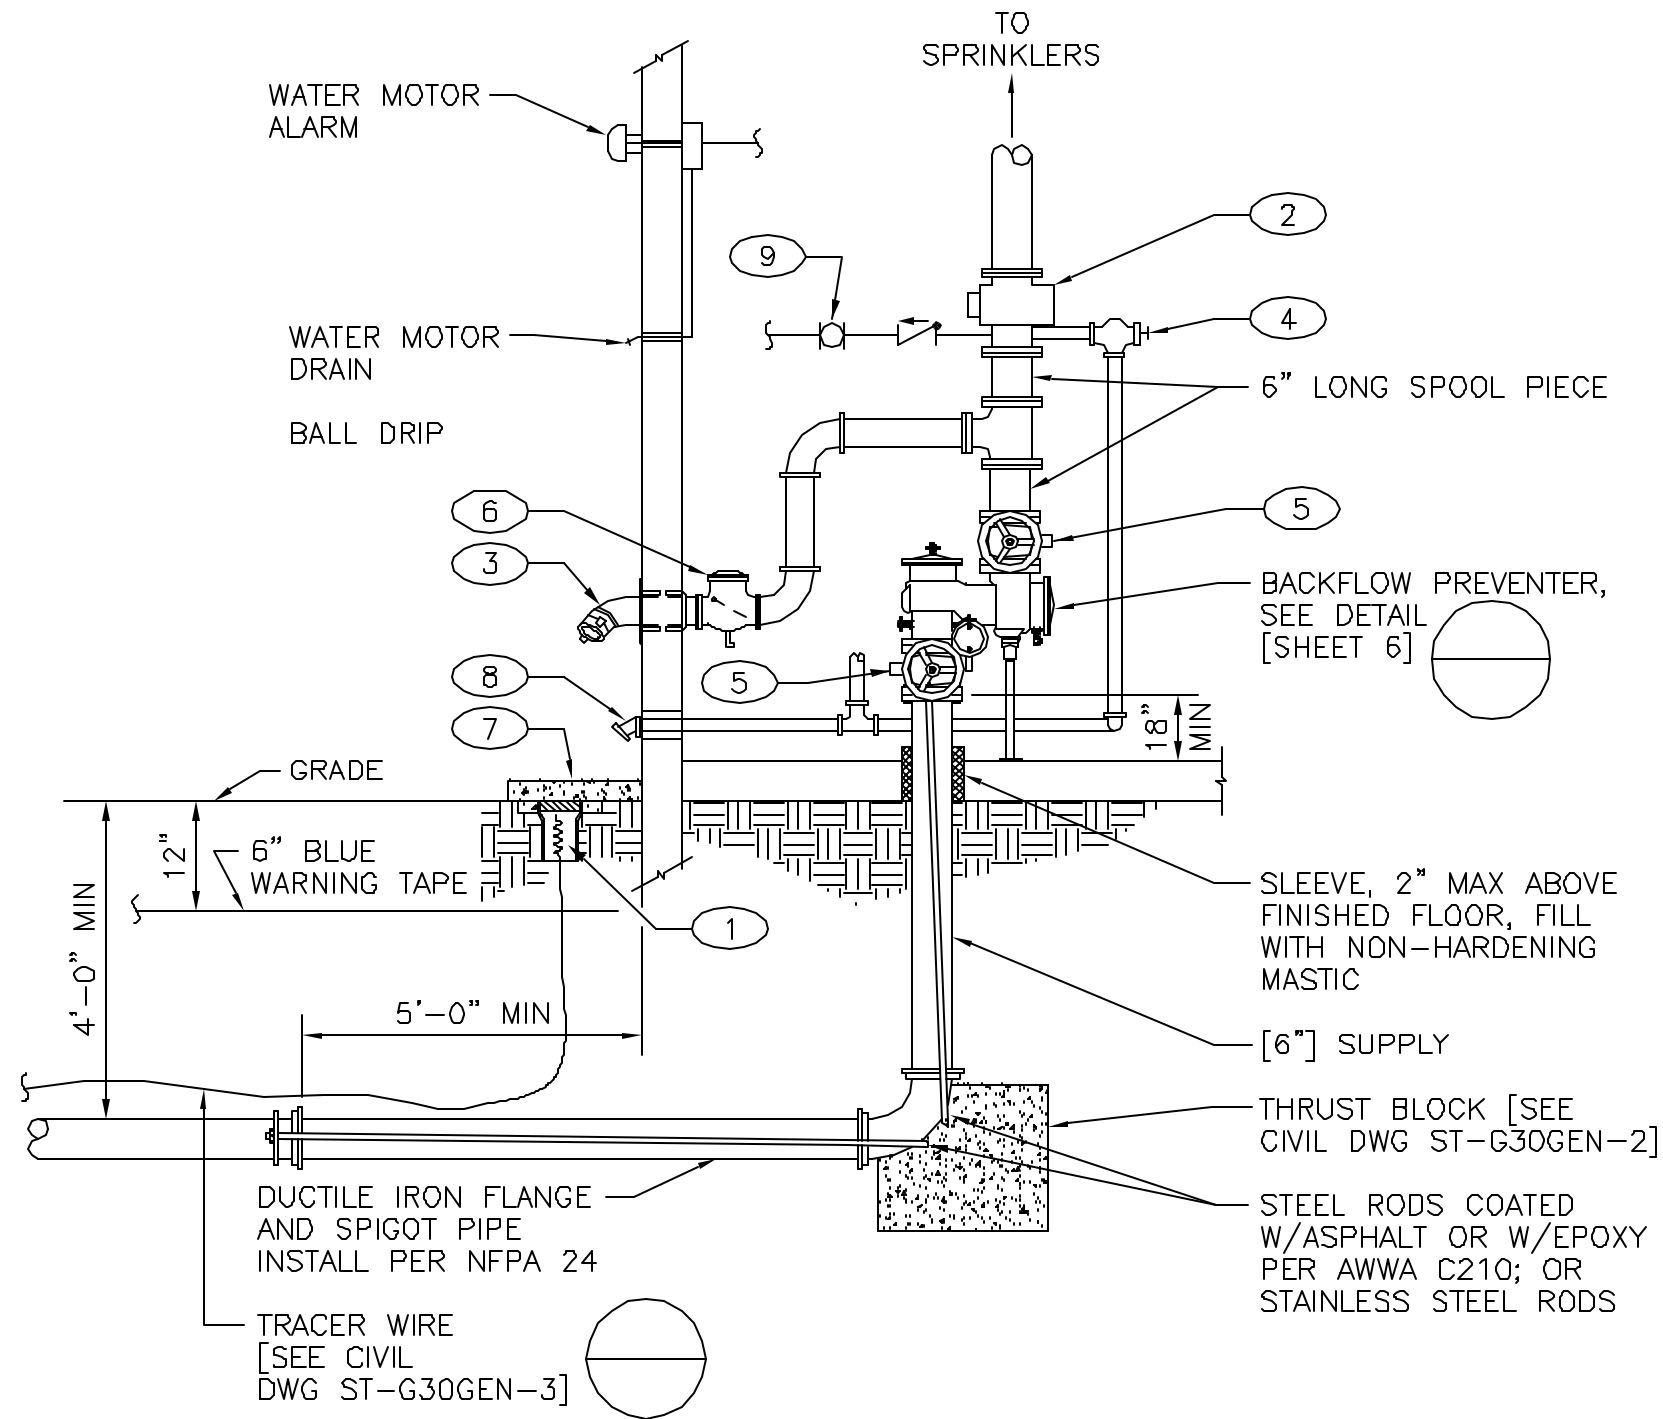 TO
SPRINKLERS
WATER MOTOR
ALARM
2
9
4
WATER MOTOR
DRAIN
6" LONG SPOOL PIECE
BALL DRIP
6
5
3
BACKFLOW PREVENTER,
SEE DETAIL
[SHEET 6]
8
5
7
18"
MIN
GRADE
12"
6" BLUE
WARNING TAPE
4'-0" MIN
1
SLEEVE, 2" MAX ABOVE
FINISHED FLOOR, FILL
WITH NON-HARDENING
MASTIC
5'-0" MIN
[6"] SUPPLY
THRUST BLOCK [SEE
CIVIL DWG ST-G30GEN-2]
DUCTILE IRON FLANGE
AND SPIGOT PIPE
INSTALL PER NFPA 24
STEEL RODS COATED
W/ASPHALT OR W/EPOXY
PER AWWA C210; OR
STAINLESS STEEL RODS
TRACER WIRE
[SEE CIVIL
DWG ST-G30GEN-3]